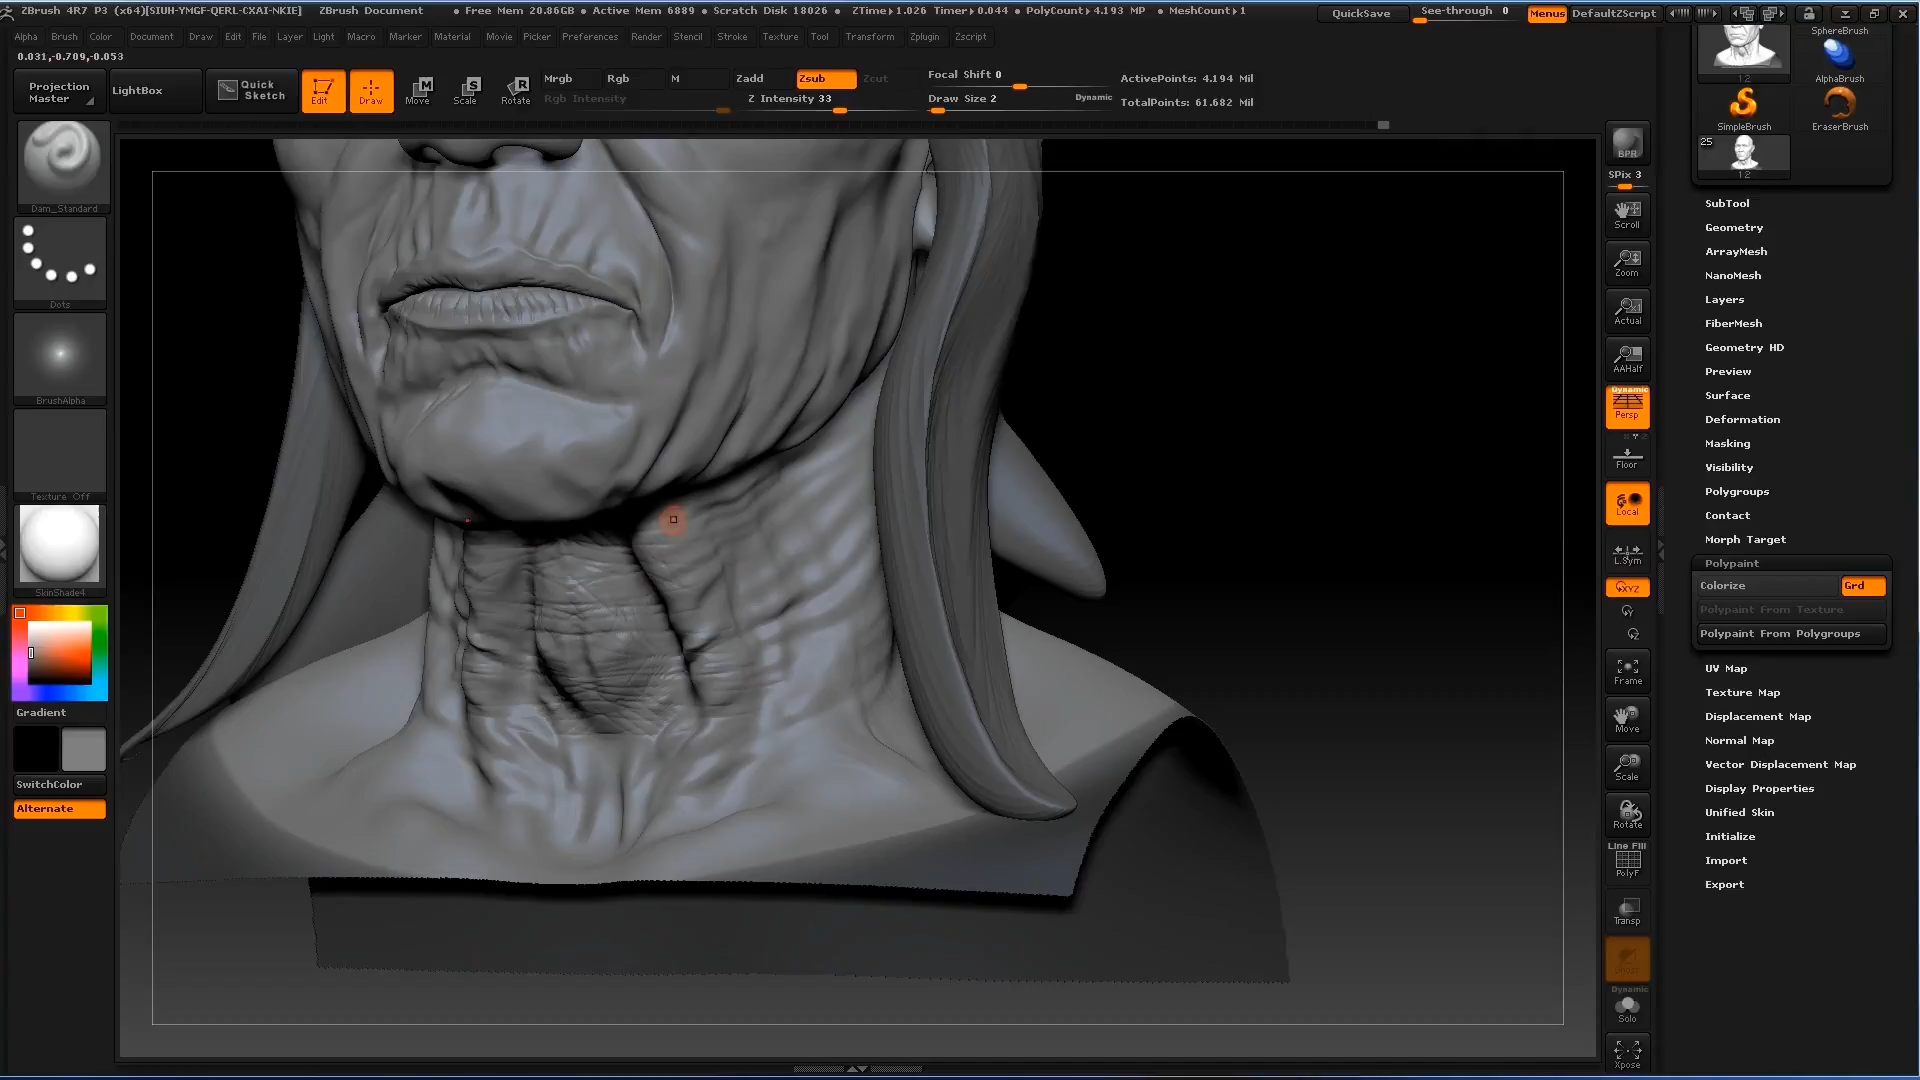 ZBrush 4R7 P3 (x64)[SIUH-YMGF-QERL-CXAI-NKIE] ZBrush Document • Free Mem 20.86GB • Active Mem 6889 • Scratch Disk 18026 • ZTime▸1.026 Timer▸0.044 • PolyCount▸4.193 MP • MeshCount▸1 QuickSave See-through 0 Menus DefaultZScript
Alpha Brush Color Document Draw Edit File Layer Light Macro Marker Material Movie Picker Preferences Render Stencil Stroke Texture Tool Transform Zplugin Zscript
0.031,-0.709,-0.053
Projection Master
LightBox
Quick Sketch
Edit
Draw
Move
Scale
Rotate
Mrgb Rgb M Zadd Zsub Zcut
Rgb Intensity Z Intensity 33
Focal Shift 0
Draw Size 2 Dynamic
ActivePoints: 4.194 Mil
TotalPoints: 61.682 Mil
Dam_Standard
Dots
BrushAlpha
Texture Off
SkinShade4
Gradient
SwitchColor
Alternate
BPR
SPix 3
Scroll
Zoom
Actual
AAHalf
Dynamic
Persp
Floor
Local
L.Sym
XYZ
Y
Z
Frame
Move
Scale
Rotate
Line Fill
PolyF
Transp
Dynamic
Solo
Xpose
SphereBrush
12
AlphaBrush
SimpleBrush
EraserBrush
25
12
SubTool
Geometry
ArrayMesh
NanoMesh
Layers
FiberMesh
Geometry HD
Preview
Surface
Deformation
Masking
Visibility
Polygroups
Contact
Morph Target
Polypaint
Colorize Grd
Polypaint From Texture
Polypaint From Polygroups
UV Map
Texture Map
Displacement Map
Normal Map
Vector Displacement Map
Display Properties
Unified Skin
Initialize
Import
Export